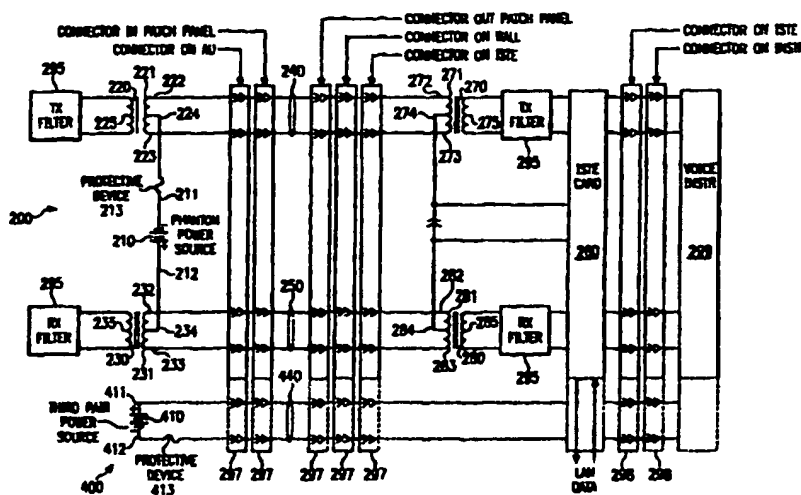 CONNECTOR OUT PATCH PANEL
CONNECTOR ON ISTE
CONNECTOR IN PATCH PANEL
CONNECTOR ON WALL
CONNECTOR ON INSTR
CONNECTOR ON AU
CONNECTOR ON ISTE
295
220
221
222
240
272
271
270
TX
FILTER
225
224
274
275
TX
FILTER
223
273
295
PROTECTIVE
DEVICE
213
211
ISTE
CARD
290
VOICE
INSTR
299
200
210
PHANTOM
POWER
SOURCE
212
295
232
250
282
281
RX
FILTER
235
234
284
285
RX
FILTER
230
231
233
283
280
295
440
411
THIRD PAIR
POWER
SOURCE
410
412
400
PROTECTIVE
DEVICE
413
297
297
297
297
297
LAN
DATA
298
298